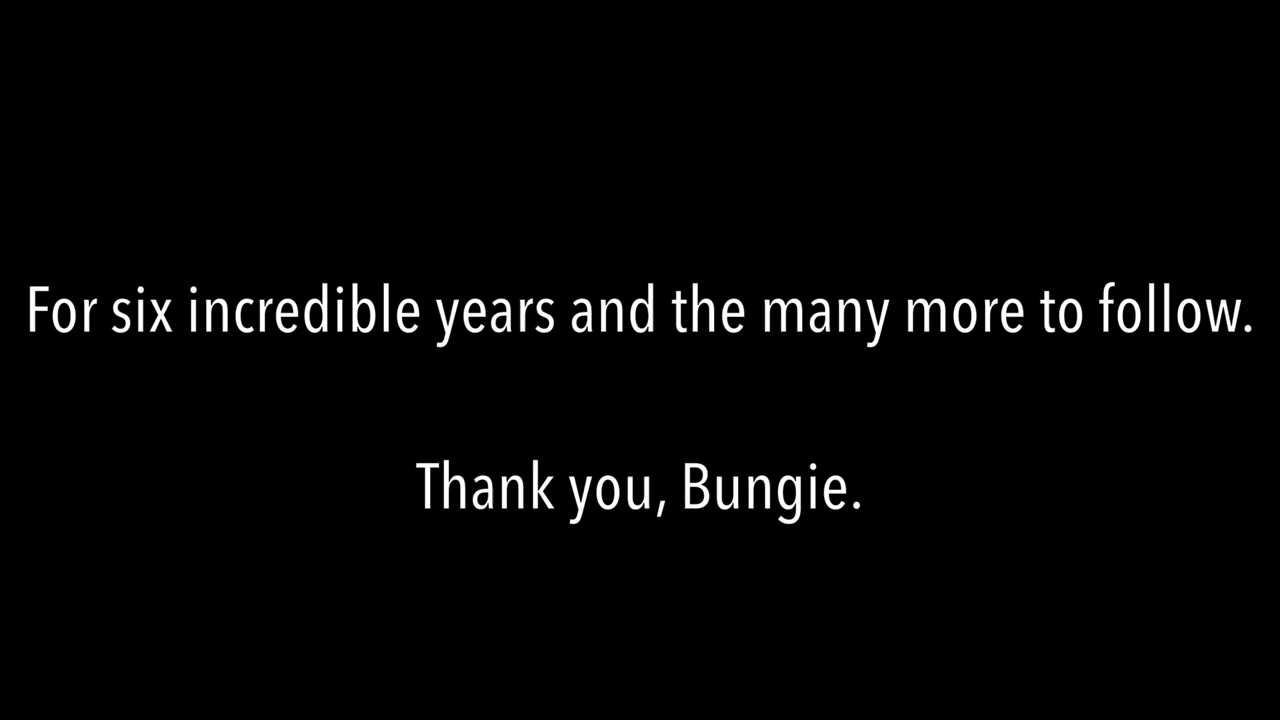 For six incredible years and the many more to follow.
Thank you, Bungie.